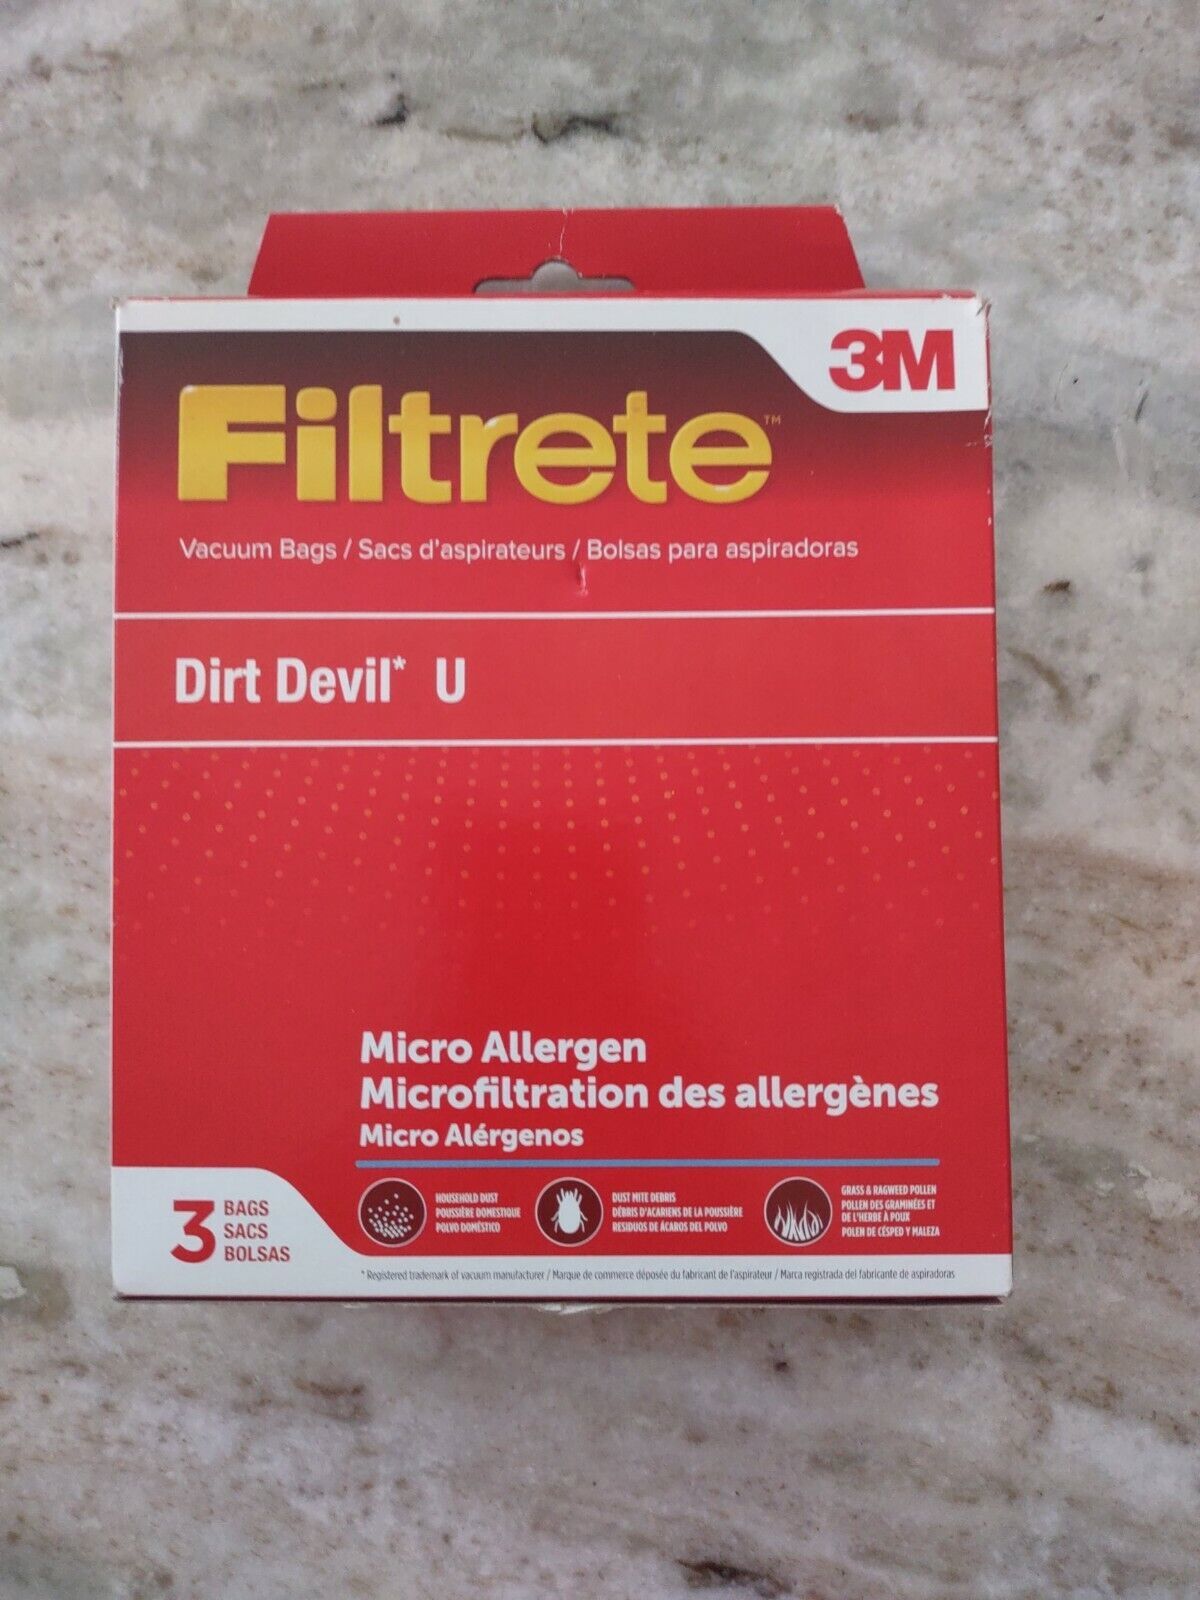 3M
Filtrete™
Vacuum Bags / Sacs d'aspirateurs / Bolsas para aspiradoras
Dirt Devil* U
Micro Allergen
Microfiltration des allergènes
Micro Alérgenos
HOUSEHOLD DUST
POUSSIÈRE DOMESTIQUE
POLVO DOMÉSTICO
DUST MITE DEBRIS
DÉBRIS D'ACARIENS DE LA POUSSIÈRE
RESIDUOS DE ÁCAROS DEL POLVO
GRASS & RAGWEED POLLEN
POLLEN DES GRAMINÉES ET
DE L'HERBE À POUX
POLEN DE CÉSPED Y MALEZA
3 BAGS
SACS
BOLSAS
* Registered trademark of vacuum manufacturer / Marque de commerce déposée du fabricant de l'aspirateur / Marca registrada del fabricante de aspiradoras